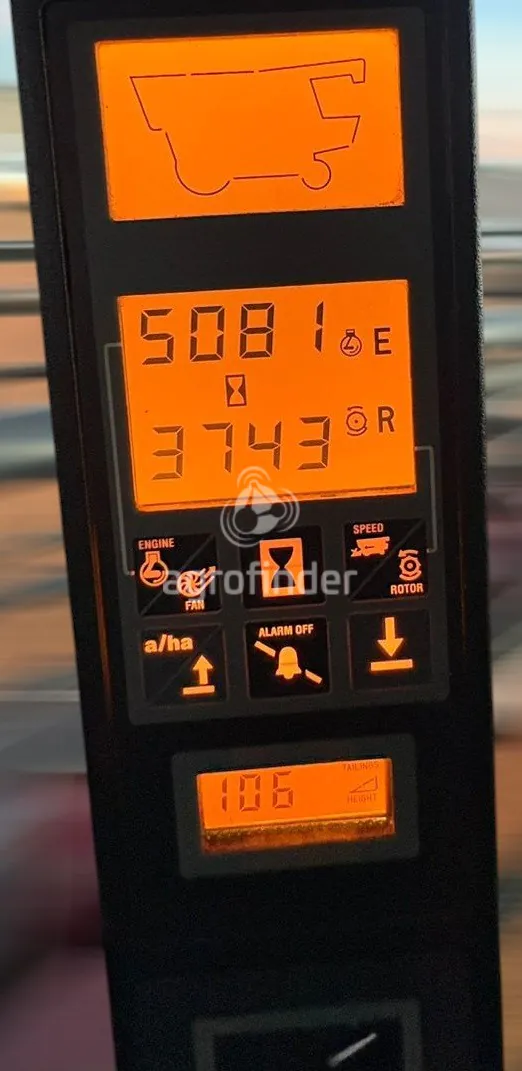 5081 E
3743 R
ENGINE
FAN
SPEED
ROTOR
agrofinder
a/ha
ALARM OFF
106
TAILINGS
HEIGHT